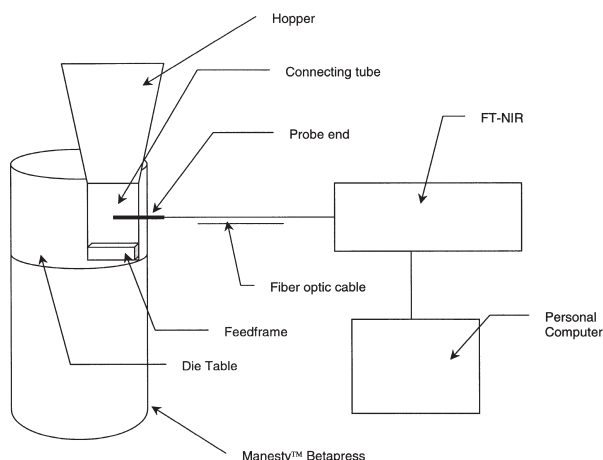 Hopper
Connecting tube
FT-NIR
Probe end
Fiber optic cable
Personal
Computer
Feedframe
Die Table
Manesty™ Betapress